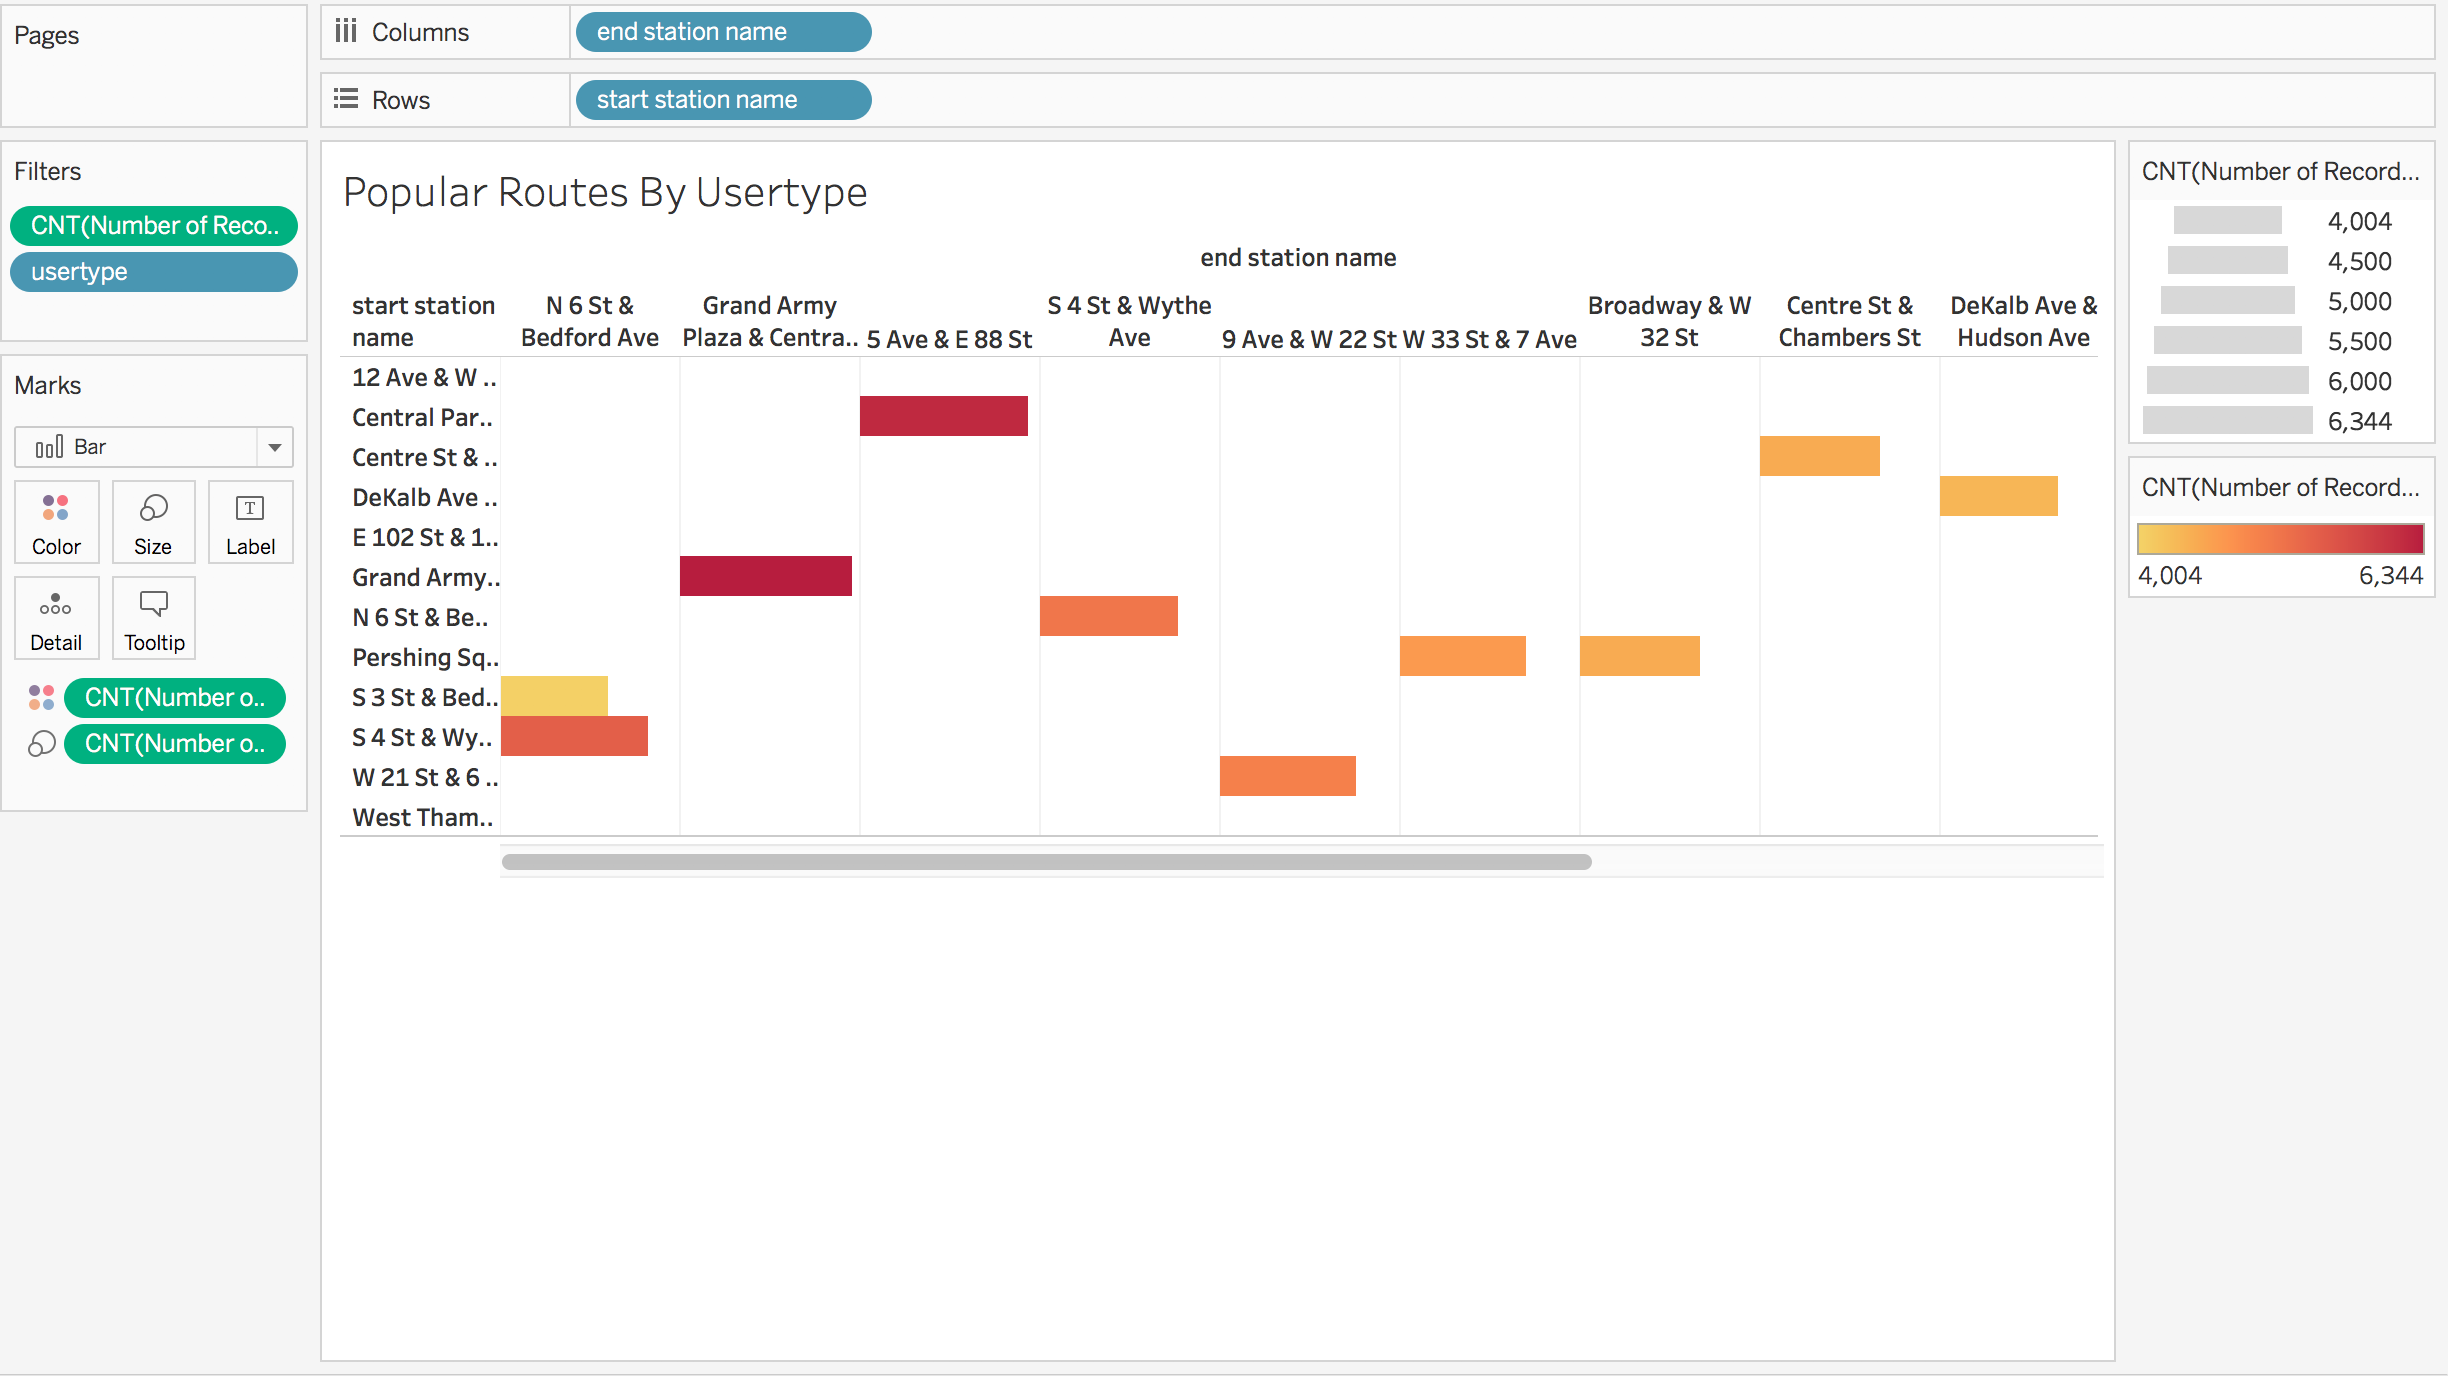 Pages
Columns
end station name
Rows
start station name
Filters
CNT(Number of Reco..
usertype
Marks
Bar
Color
Size
Label
Detail
Tooltip
CNT(Number o..
CNT(Number o..
Popular Routes By Usertype
end station name
start station
name
N 6 St &
Bedford Ave
Grand Army
Plaza & Centra..
5 Ave & E 88 St
S 4 St & Wythe
Ave
9 Ave & W 22 St
W 33 St & 7 Ave
Broadway & W
32 St
Centre St &
Chambers St
DeKalb Ave &
Hudson Ave
12 Ave & W ..
Central Par..
Centre St & ..
DeKalb Ave ..
E 102 St & 1..
Grand Army..
N 6 St & Be..
Pershing Sq..
S 3 St & Bed..
S 4 St & Wy..
W 21 St & 6 ..
West Tham..
CNT(Number of Record...
4,004
4,500
5,000
5,500
6,000
6,344
CNT(Number of Record...
4,004 6,344